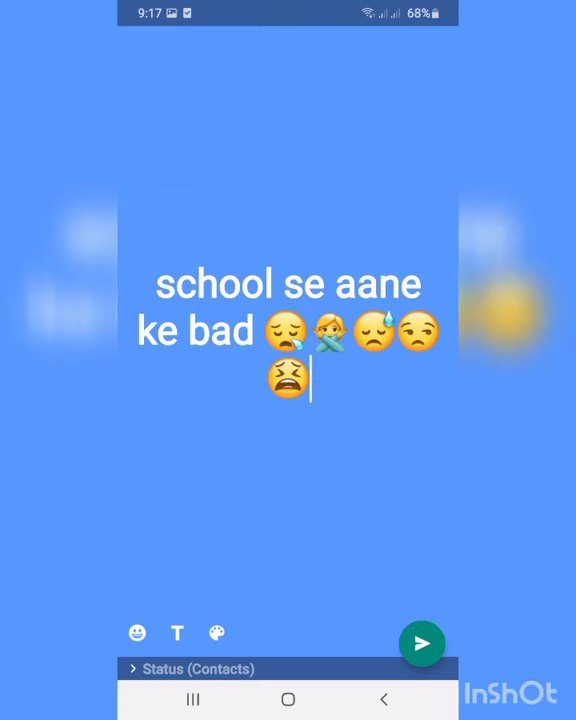 9:17 68%
school se aane
ke bad 😪🙅😓😒
😫
T
Status (Contacts)
InShOt